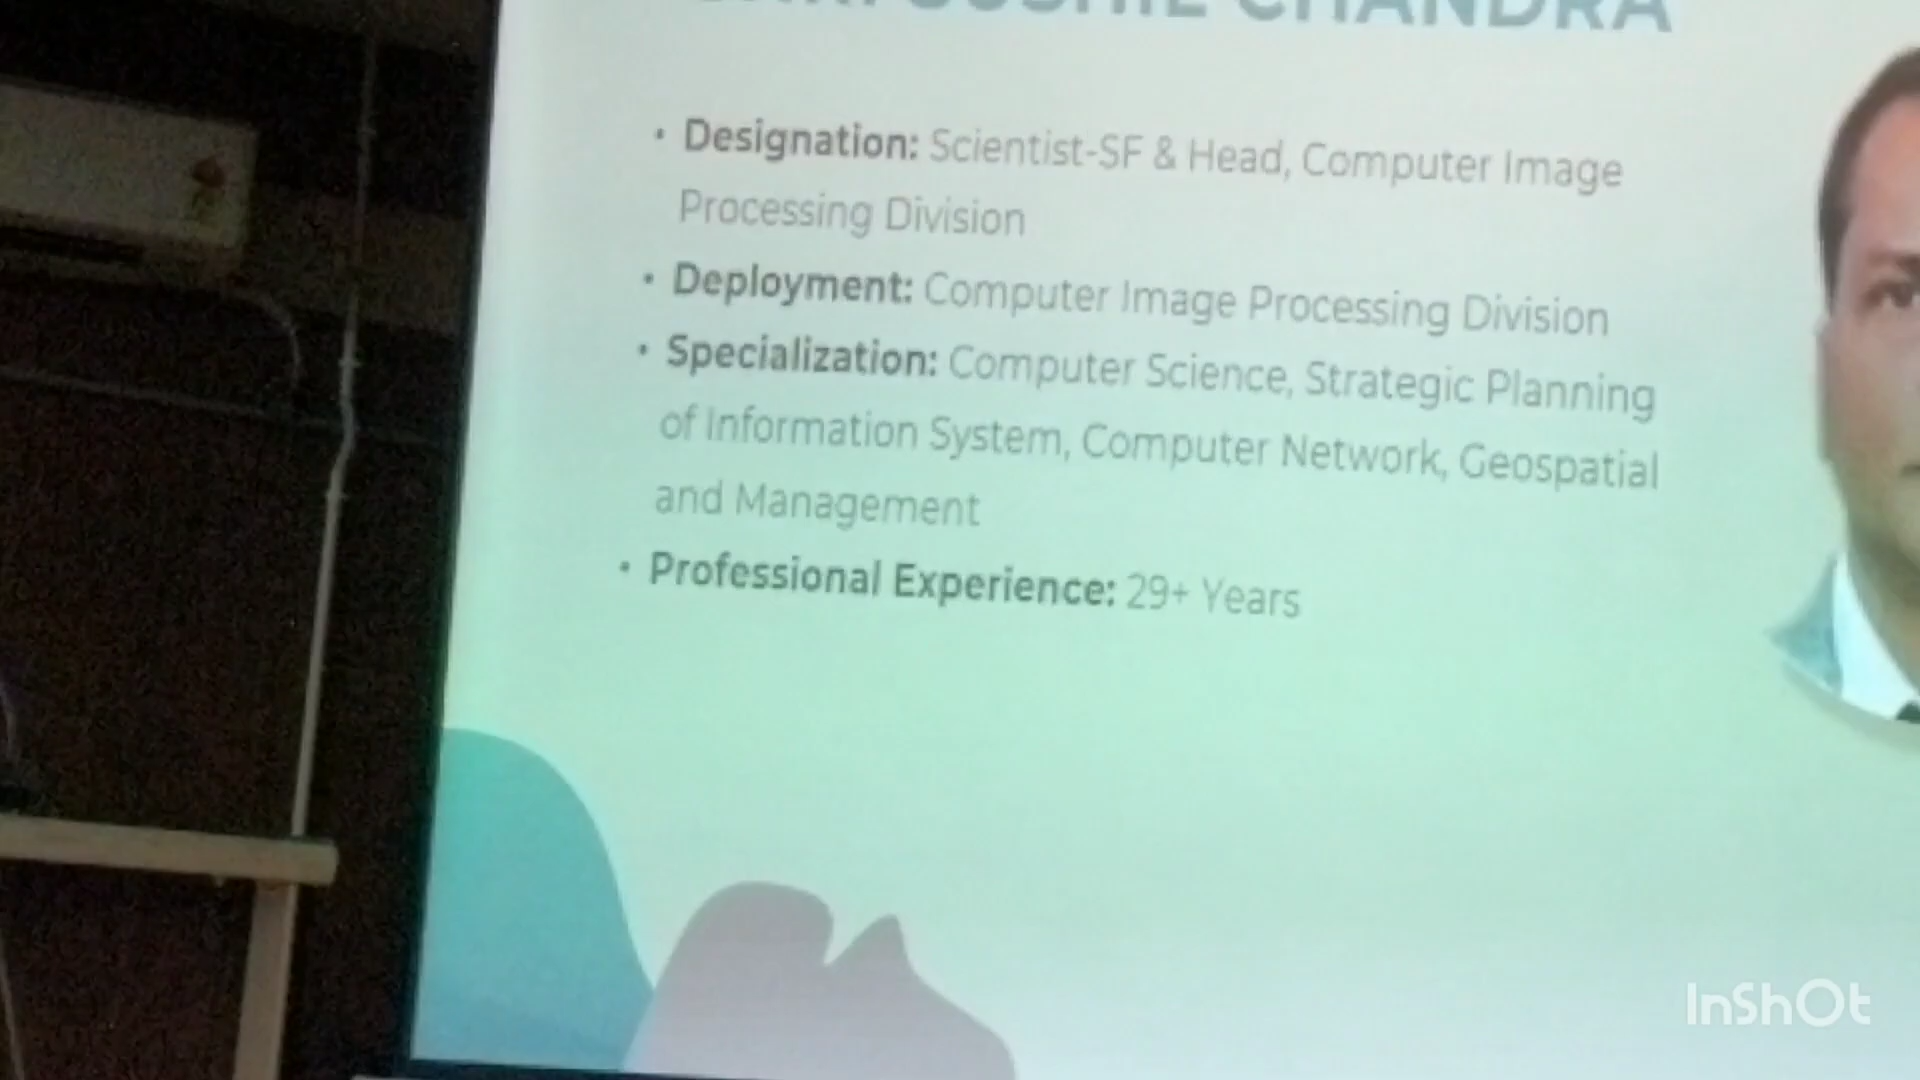 CHANDRA
• Designation: Scientist-SF & Head, Computer Image
Processing Division
• Deployment: Computer Image Processing Division
• Specialization: Computer Science, Strategic Planning
of Information System, Computer Network, Geospatial
and Management
• Professional Experience: 29+ Years
InShOt